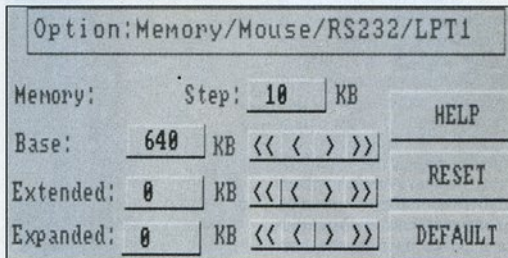 Option:Memory/Mouse/RS232/LPT1
Memory: Step: 10 KB
HELP
Base: 640 KB << < > >>
RESET
Extended: 0 KB << < > >>
Expanded: 0 KB << < > >> DEFAULT